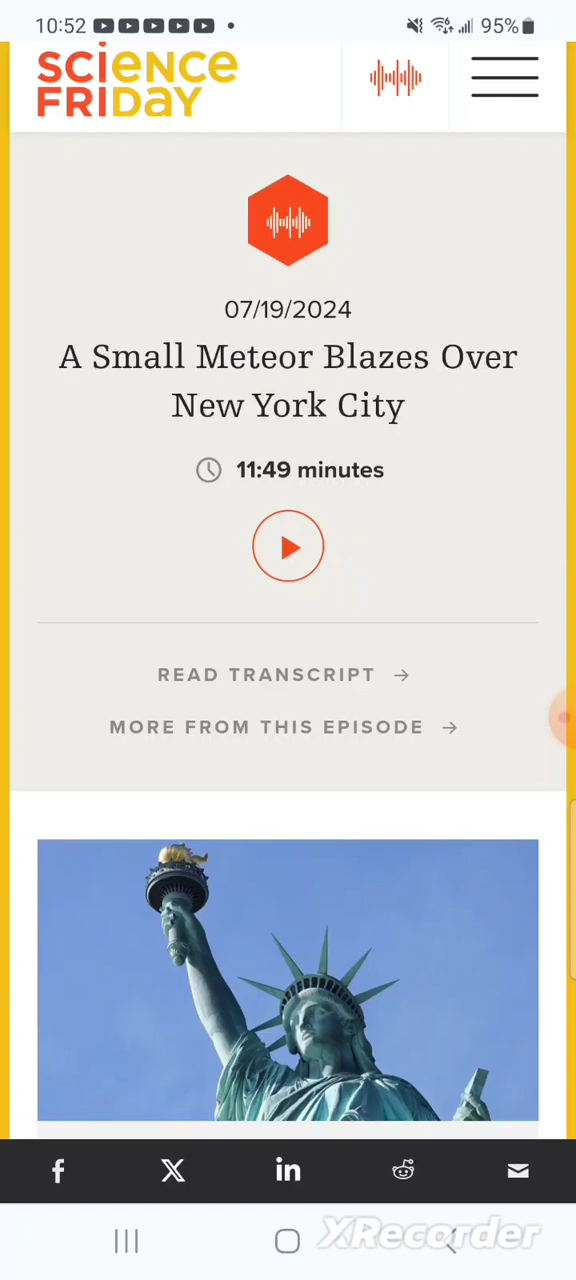 10:52
95%
SCIENCE
FRIDAY
07/19/2024
A Small Meteor Blazes Over
New York City
11:49 minutes
READ TRANSCRIPT →
MORE FROM THIS EPISODE →
XRecorder